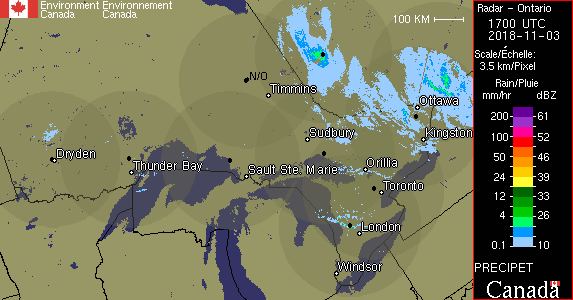 Environment Environnement
Canada Canada
100 KM
N/O
Timmins
Ottawa
Sudbury
Kingston
Dryden
Thunder Bay
Sault Ste. Marie
Orillia
Toronto
London
Windsor
Radar - Ontario
1700 UTC
2018-11-03
Scale/Échelle:
3.5 km/Pixel
Rain/Pluie
mm/hr dBZ
200 61
100 52
50 46
24 39
12 33
4 26
0.1 10
PRECIPET
Canada